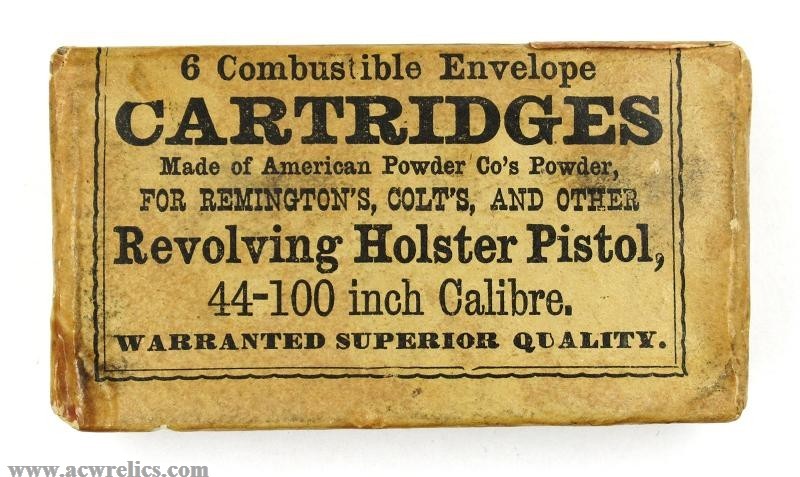 6 Combustible Envelope
CARTRIDGES
Made of American Powder Co's Powder,
FOR REMINGTON'S, COLT'S, AND OTHER
Revolving Holster Pistol,
44-100 inch Calibre.
WARRANTED SUPERIOR QUALITY.
www.acwrelics.com